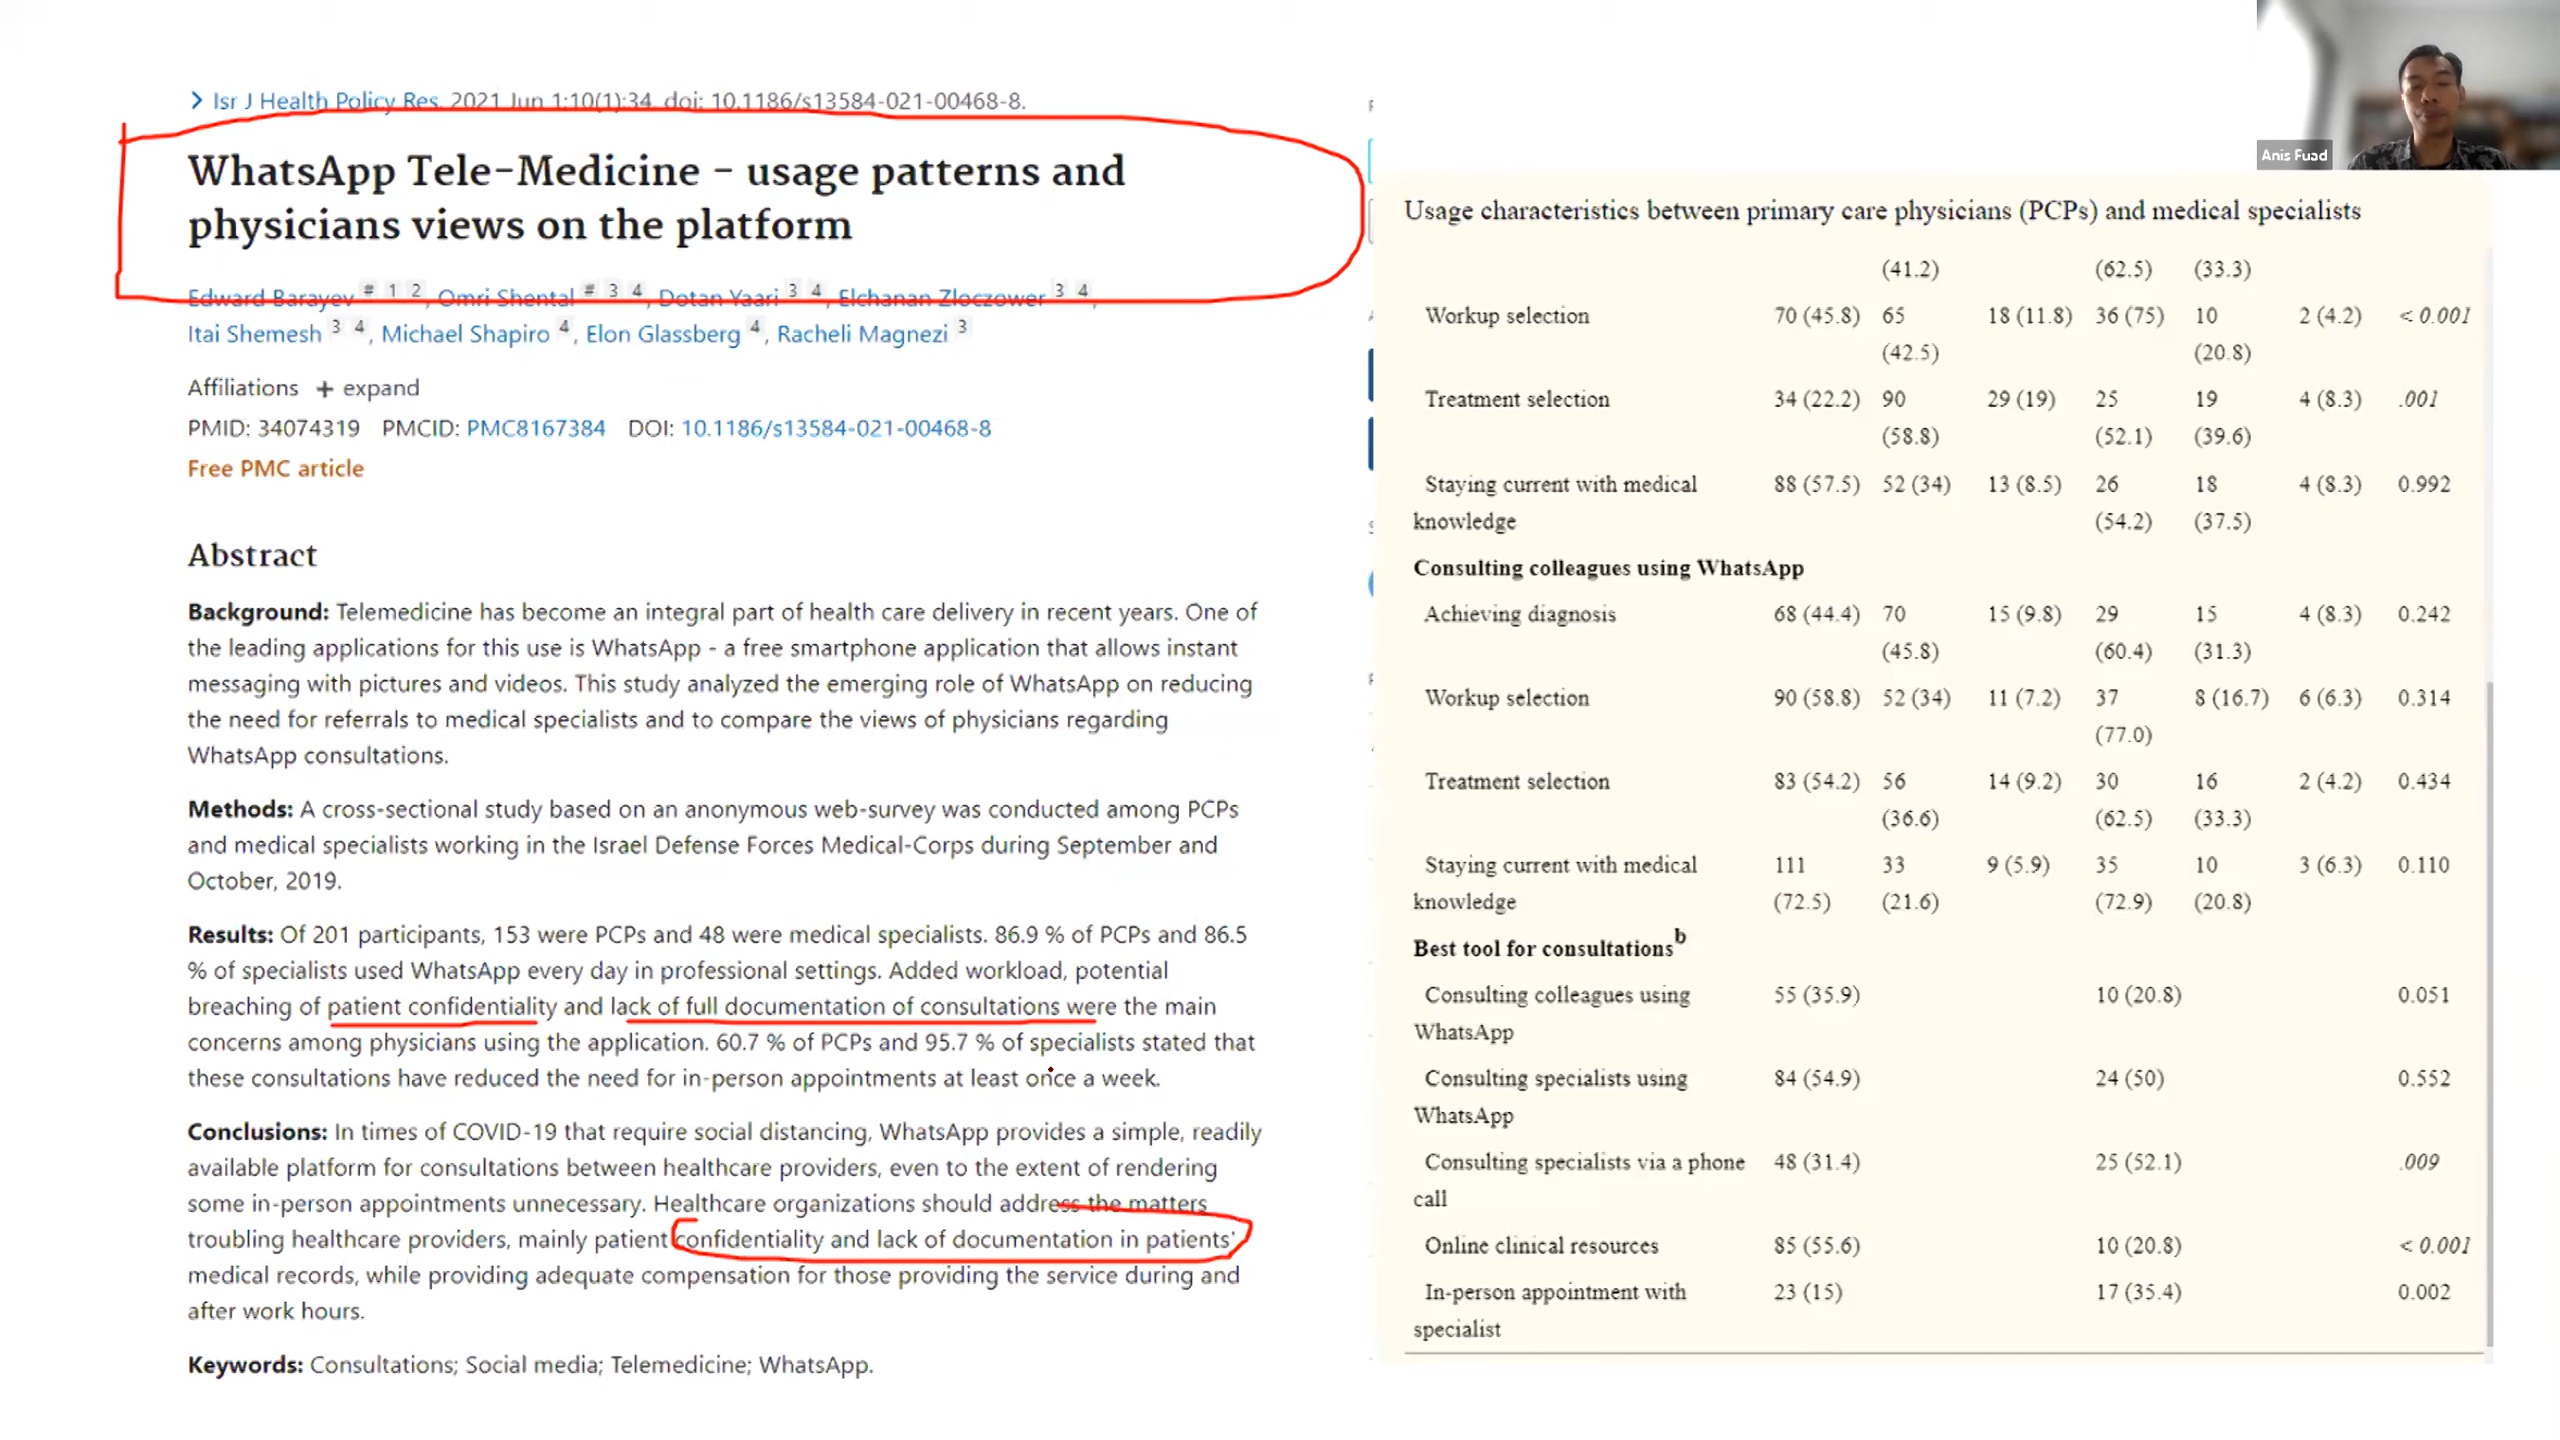 Isr J Health Policy Res. 2021 Jun 1;10(1):34. doi: 10.1186/s13584-021-00468-8.
WhatsApp Tele-Medicine - usage patterns and
physicians views on the platform
Edward Barayev # 1 2, Omri Shental # 3 4, Dotan Yaari 3 4, Elchanan Zloczower 3 4,
Itai Shemesh 3 4, Michael Shapiro 4, Elon Glassberg 4, Racheli Magnezi 3
Affiliations + expand
PMID: 34074319 PMCID: PMC8167384 DOI: 10.1186/s13584-021-00468-8
Free PMC article
Abstract
Background: Telemedicine has become an integral part of health care delivery in recent years. One of
the leading applications for this use is WhatsApp - a free smartphone application that allows instant
messaging with pictures and videos. This study analyzed the emerging role of WhatsApp on reducing
the need for referrals to medical specialists and to compare the views of physicians regarding
WhatsApp consultations.
Methods: A cross-sectional study based on an anonymous web-survey was conducted among PCPs
and medical specialists working in the Israel Defense Forces Medical-Corps during September and
October, 2019.
Results: Of 201 participants, 153 were PCPs and 48 were medical specialists. 86.9 % of PCPs and 86.5
% of specialists used WhatsApp every day in professional settings. Added workload, potential
breaching of patient confidentiality and lack of full documentation of consultations were the main
concerns among physicians using the application. 60.7 % of PCPs and 95.7 % of specialists stated that
these consultations have reduced the need for in-person appointments at least once a week.
Conclusions: In times of COVID-19 that require social distancing, WhatsApp provides a simple, readily
available platform for consultations between healthcare providers, even to the extent of rendering
some in-person appointments unnecessary. Healthcare organizations should address the matters
troubling healthcare providers, mainly patient confidentiality and lack of documentation in patients'
medical records, while providing adequate compensation for those providing the service during and
after work hours.
Keywords: Consultations; Social media; Telemedicine; WhatsApp.
Anis Fuad
Usage characteristics between primary care physicians (PCPs) and medical specialists
(41.2) (62.5) (33.3)
Workup selection 70 (45.8) 65 18 (11.8) 36 (75) 10 2 (4.2) < 0.001
(42.5) (20.8)
Treatment selection 34 (22.2) 90 29 (19) 25 19 4 (8.3) .001
(58.8) (52.1) (39.6)
Staying current with medical 88 (57.5) 52 (34) 13 (8.5) 26 18 4 (8.3) 0.992
knowledge (54.2) (37.5)
Consulting colleagues using WhatsApp
Achieving diagnosis 68 (44.4) 70 15 (9.8) 29 15 4 (8.3) 0.242
(45.8) (60.4) (31.3)
Workup selection 90 (58.8) 52 (34) 11 (7.2) 37 8 (16.7) 6 (6.3) 0.314
(77.0)
Treatment selection 83 (54.2) 56 14 (9.2) 30 16 2 (4.2) 0.434
(36.6) (62.5) (33.3)
Staying current with medical 111 33 9 (5.9) 35 10 3 (6.3) 0.110
knowledge (72.5) (21.6) (72.9) (20.8)
Best tool for consultations b
Consulting colleagues using 55 (35.9) 10 (20.8) 0.051
WhatsApp
Consulting specialists using 84 (54.9) 24 (50) 0.552
WhatsApp
Consulting specialists via a phone 48 (31.4) 25 (52.1) .009
call
Online clinical resources 85 (55.6) 10 (20.8) < 0.001
In-person appointment with 23 (15) 17 (35.4) 0.002
specialist